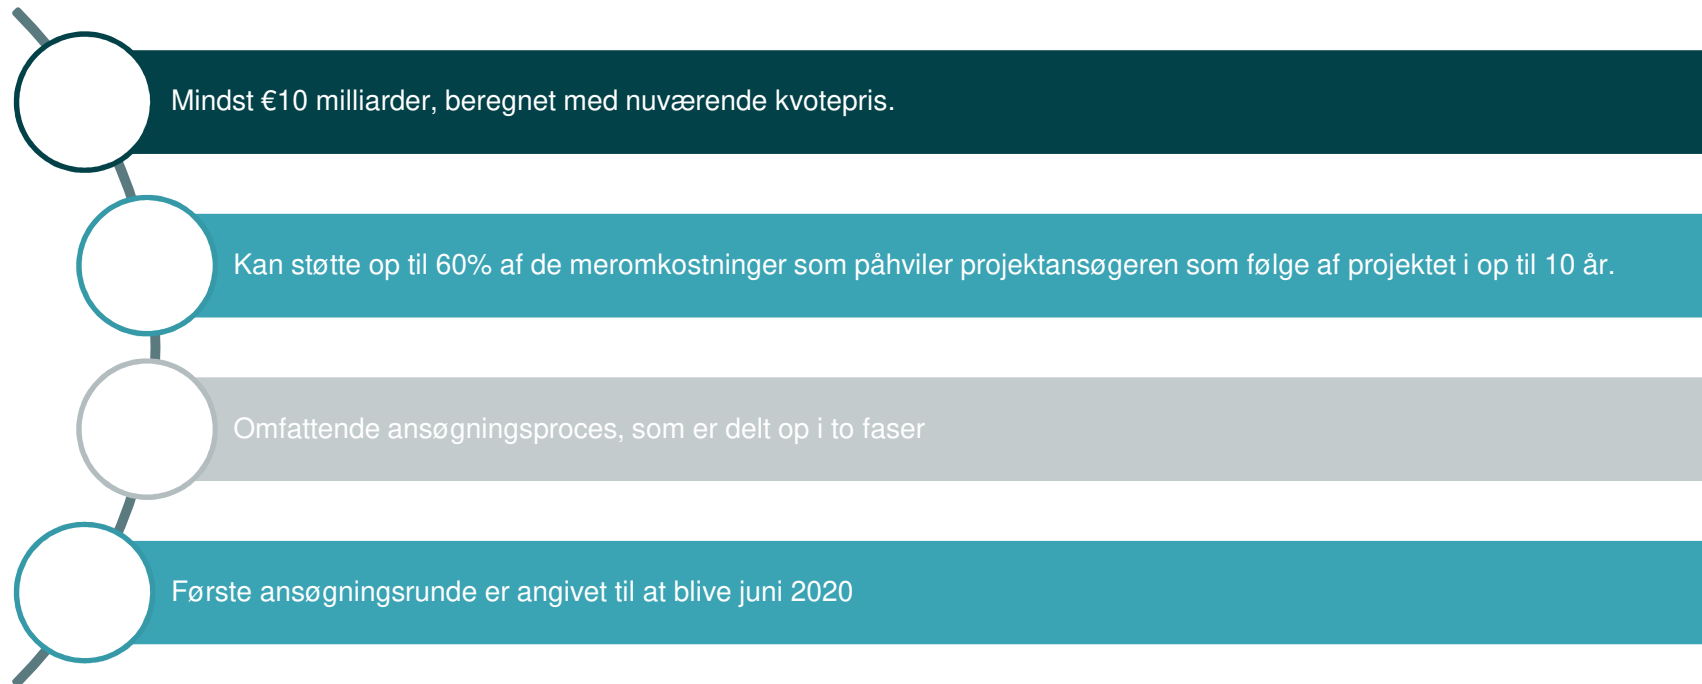 Mindst €10 milliarder, beregnet med nuværende kvotepris.
Kan støtte op til 60% af de meromkostninger som påhviler projektansøgeren som følge af projektet i op til 10 år.
Omfattende ansøgningsproces, som er delt op i to faser
Første ansøgningsrunde er angivet til at blive juni 2020